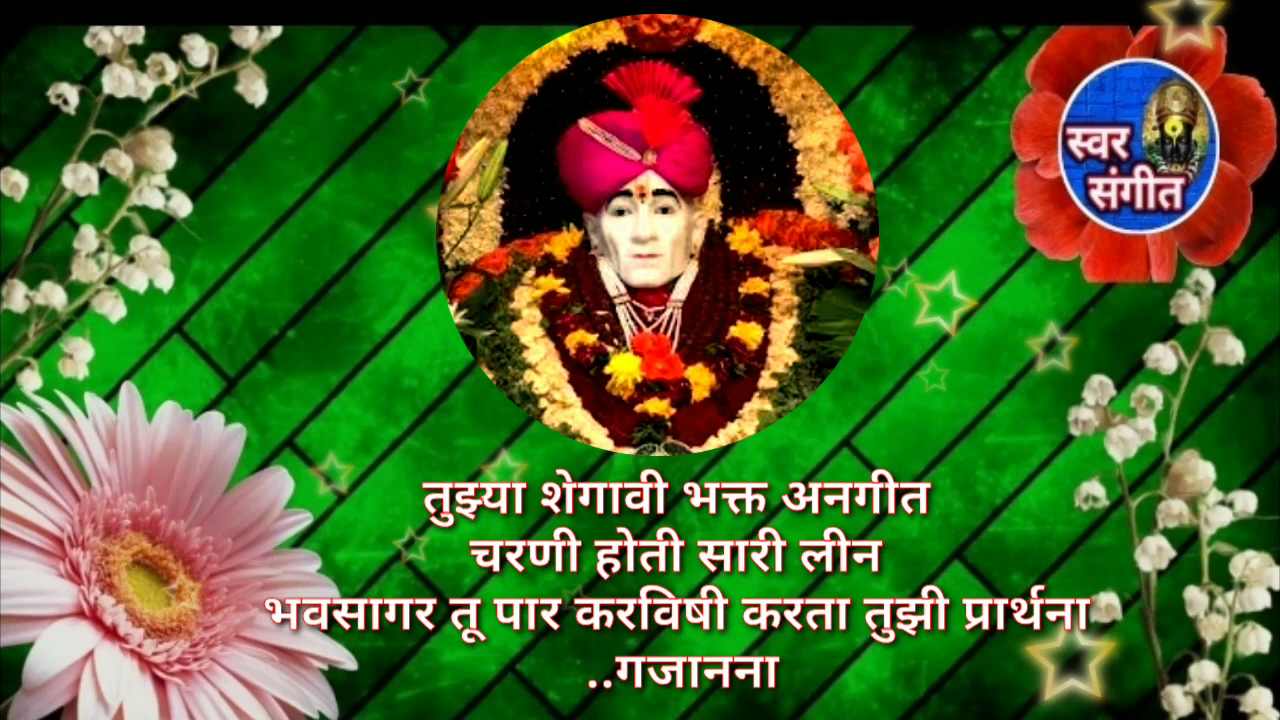 स्वर
संगीत
तुझ्या शेगावी भक्त अनगीत
चरणी होती सारी लीन
भवसागर तू पार करविषी करता तुझी प्रार्थना
..गजानना